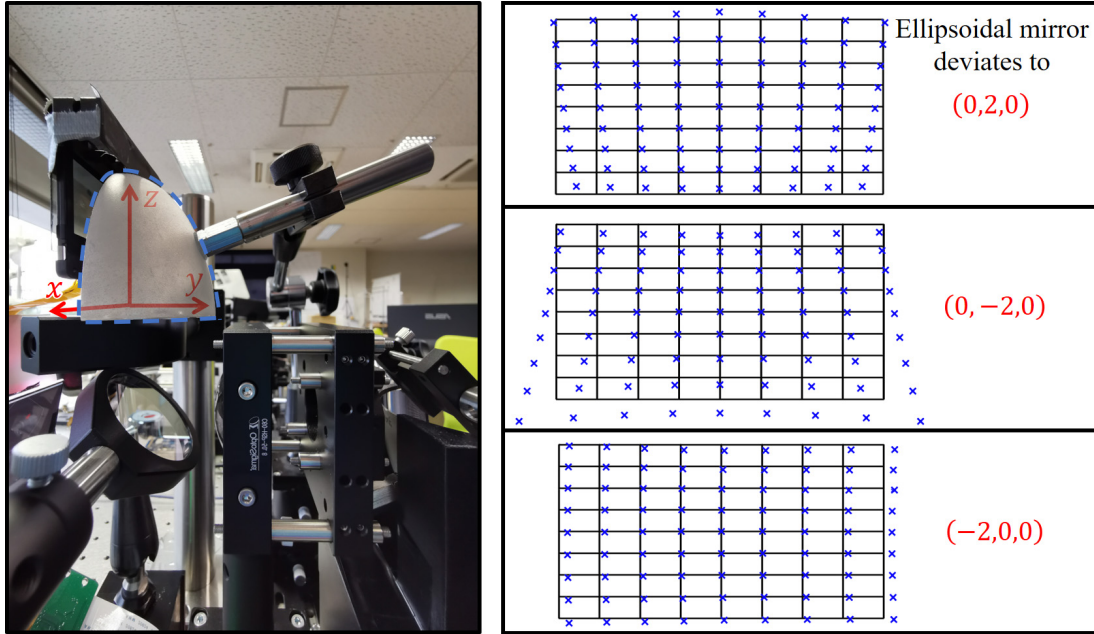 z
x
y
Ellipsoidal mirror
deviates to
(0,2,0)
(0,−2,0)
(−2,0,0)